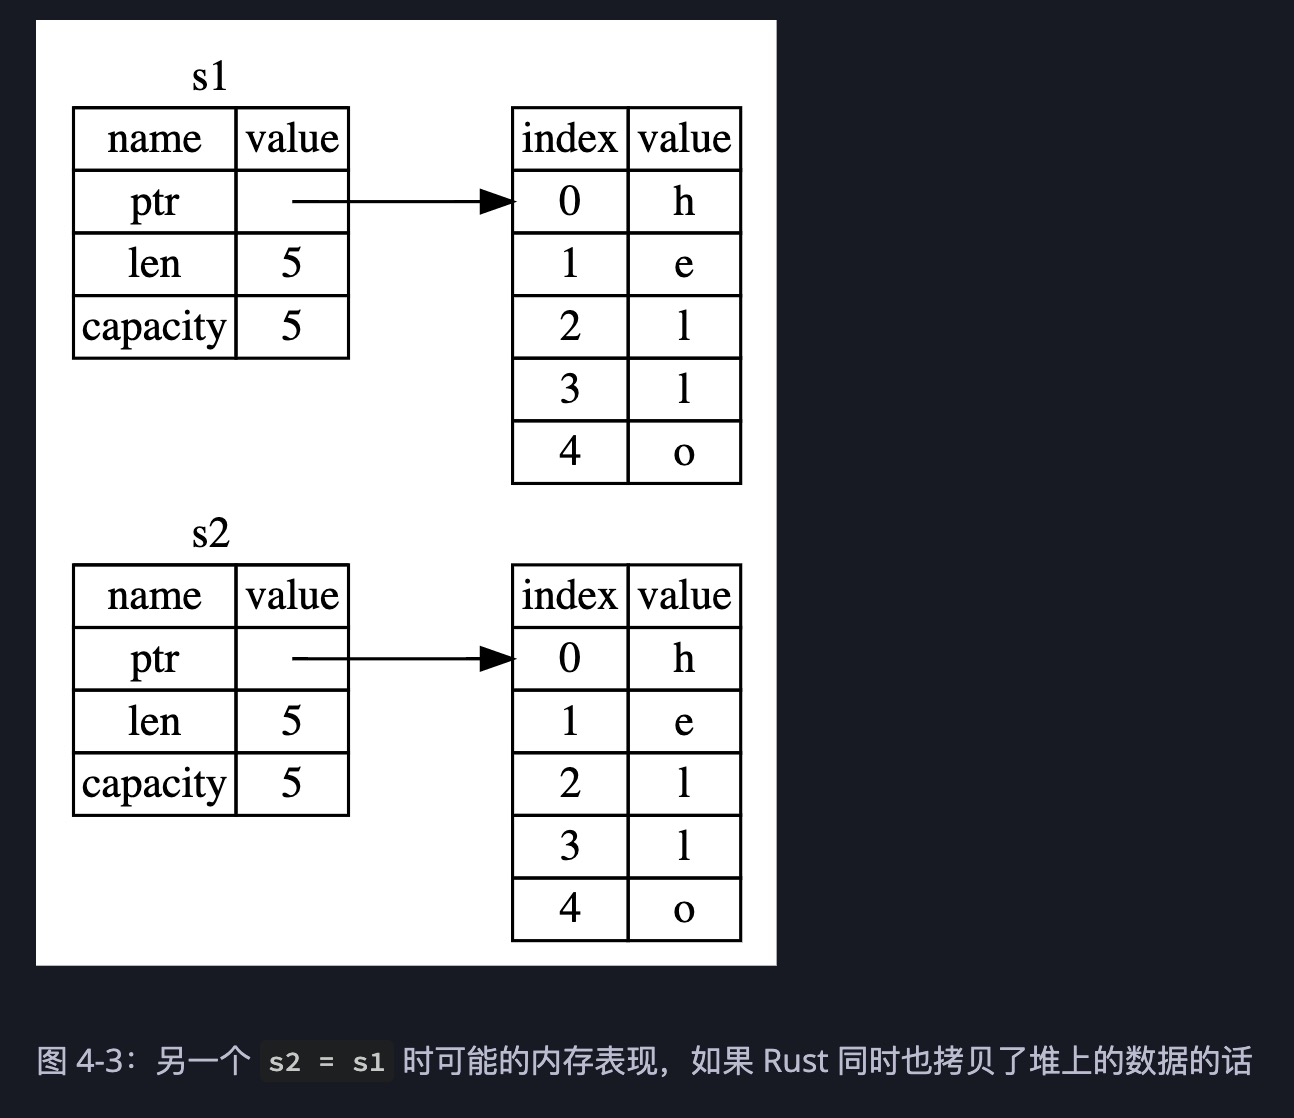 s1
name value index value
ptr 0 h
len 5 1 e
capacity 5 2 l
3 l
4 o
s2
name value index value
ptr 0 h
len 5 1 e
capacity 5 2 l
3 l
4 o
图 4-3：另一个 s2 = s1 时可能的内存表现，如果 Rust 同时也拷贝了堆上的数据的话